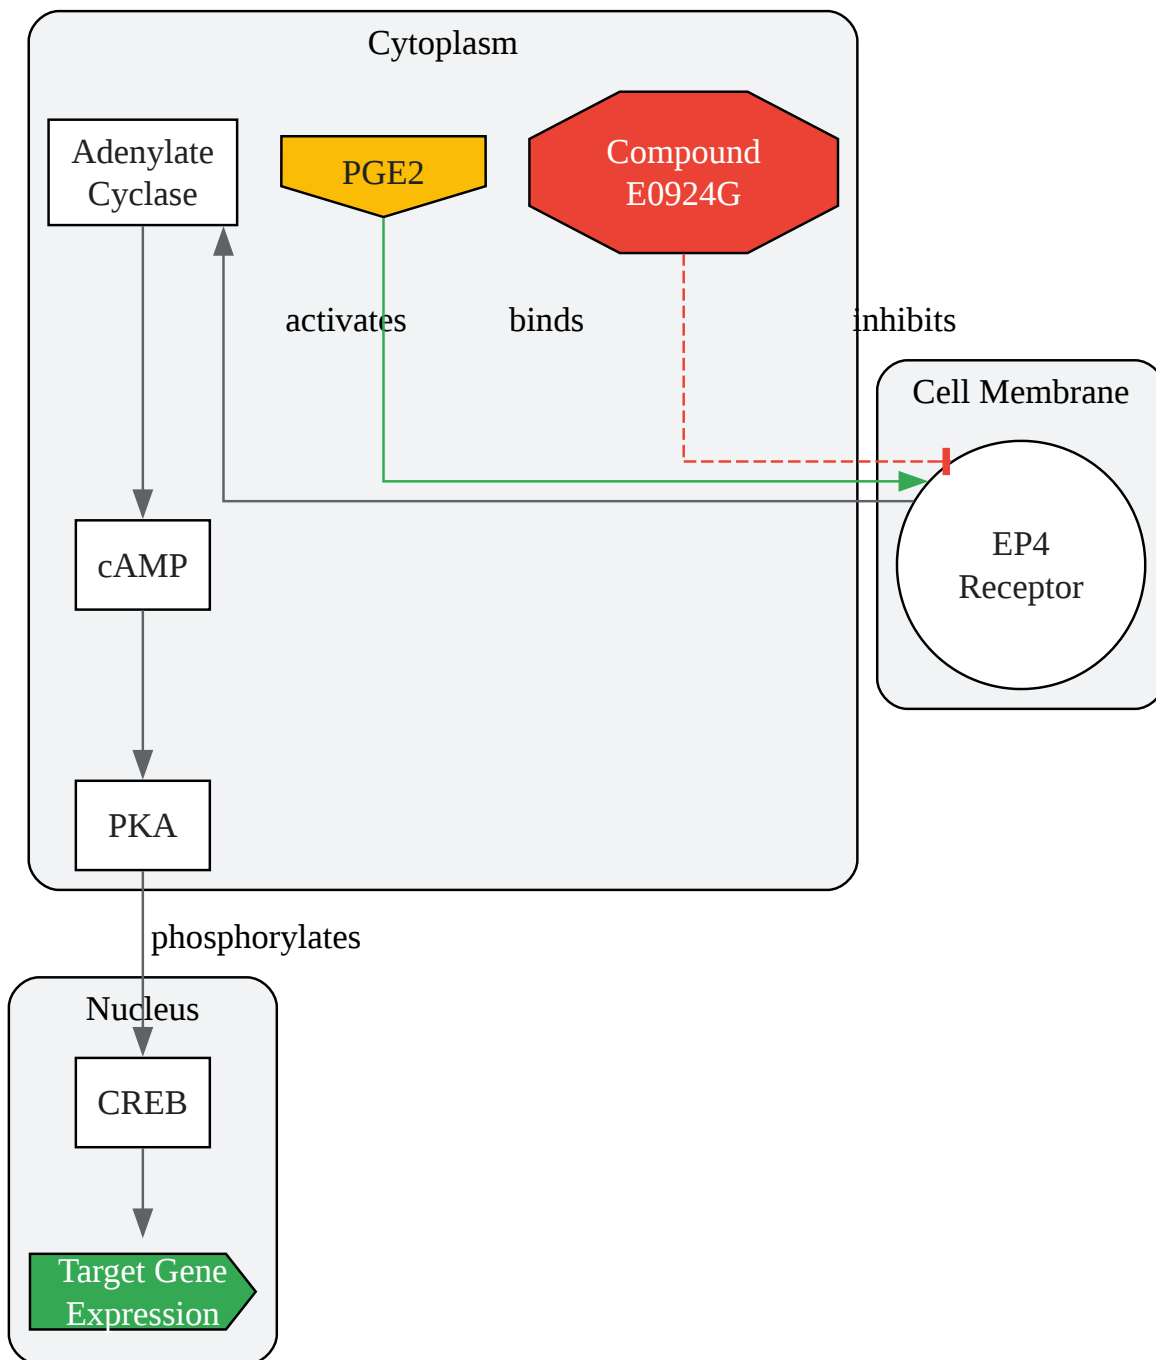 Cytoplasm
Adenylate
Cyclase
PGE2
Compound
E0924G
activates
binds
inhibits
Cell Membrane
EP4
Receptor
cAMP
PKA
phosphorylates
Nucleus
CREB
Target Gene
Expression